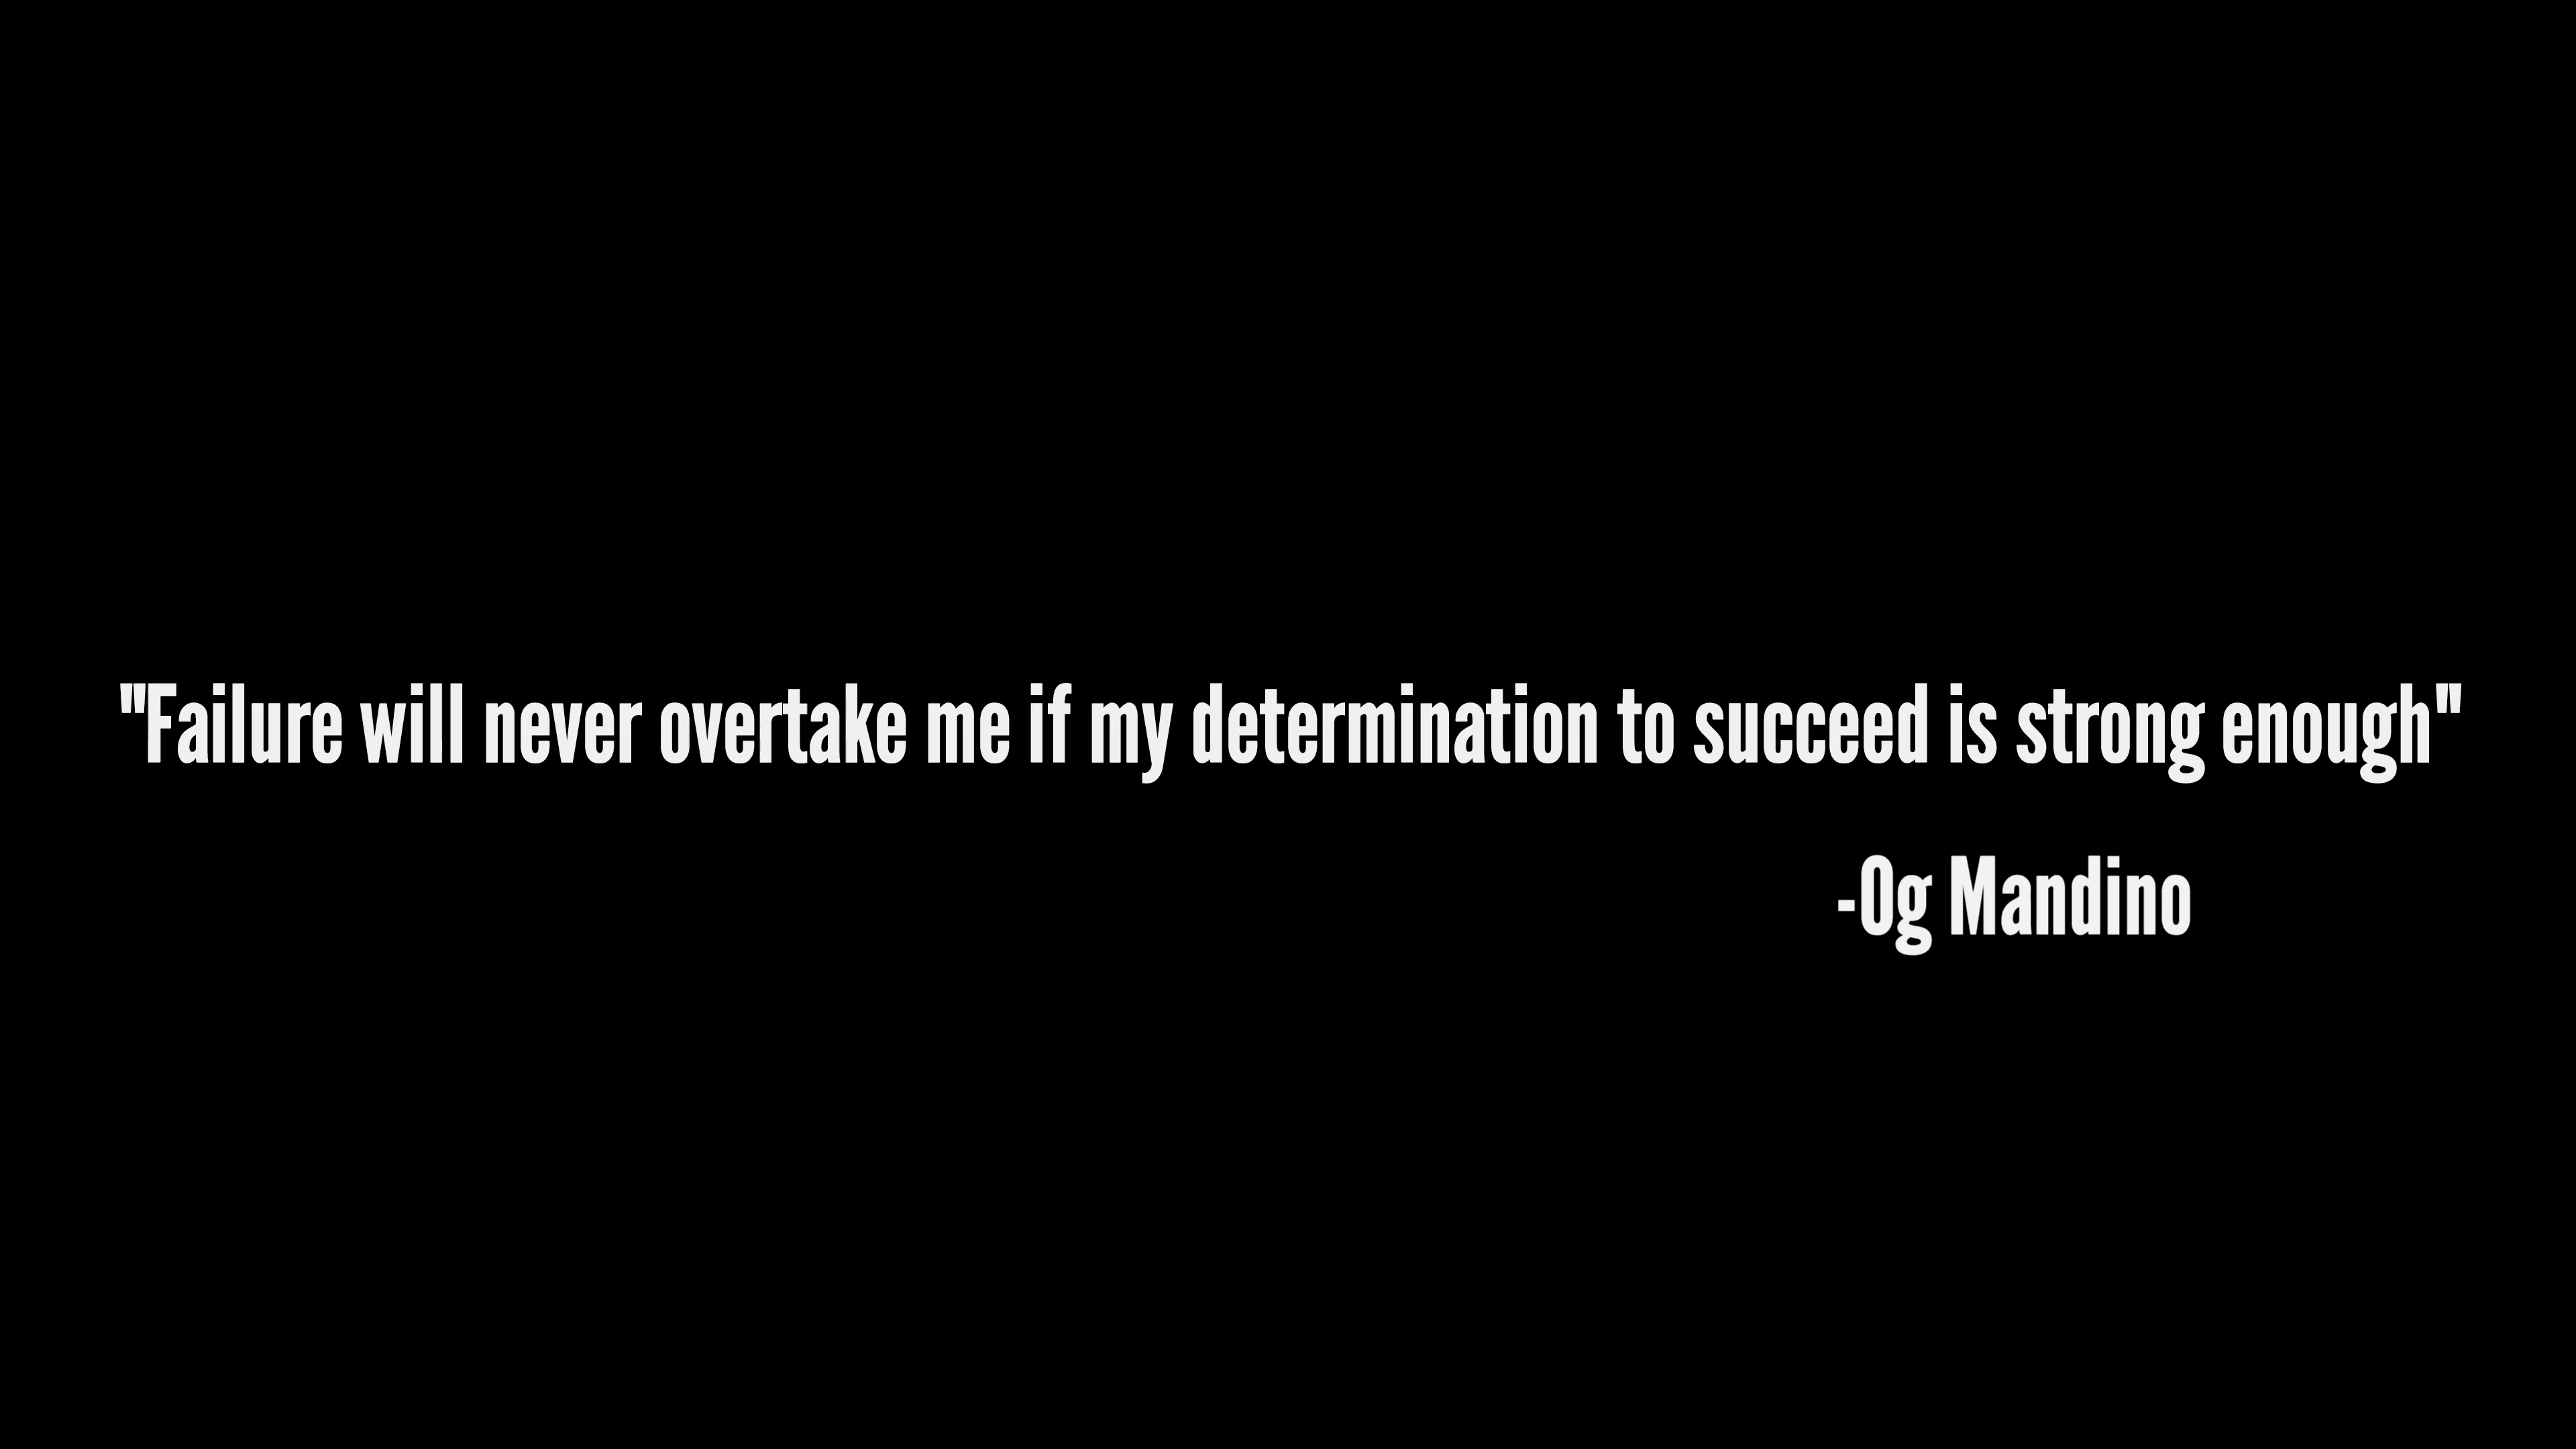 "Failure will never overtake me if my determination to succeed is strong enough"
-Og Mandino